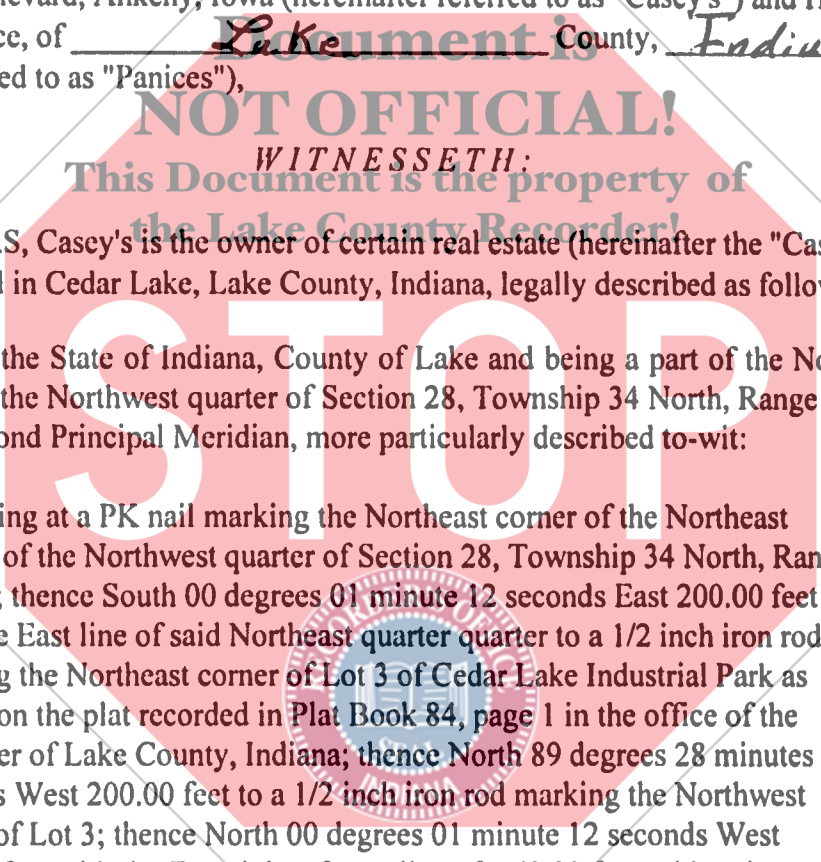 Ankeny, Iowa (hereinafter referred to as "Casey's") and
of Luke County, Indiu
ed to as "Panices"),
Document is
NOT OFFICIAL!
WITNESSETH:
This Document is the property of
the Lake County Recorder!
S, Casey's is the owner of certain real estate (hereinafter the "Cas
in Cedar Lake, Lake County, Indiana, legally described as follo
the State of Indiana, County of Lake and being a part of the No
the Northwest quarter of Section 28, Township 34 North, Range
ond Principal Meridian, more particularly described to-wit:
STOP
ing at a PK nail marking the Northeast corner of the Northeast
of the Northwest quarter of Section 28, Township 34 North, Ran
thence South 00 degrees 01 minute 12 seconds East 200.00 feet
e East line of said Northeast quarter quarter to a 1/2 inch iron rod
g the Northeast corner of Lot 3 of Cedar Lake Industrial Park as
on the plat recorded in Plat Book 84, page 1 in the office of the
er of Lake County, Indiana; thence North 89 degrees 28 minutes
s West 200.00 feet to a 1/2 inch iron rod marking the Northwest
of Lot 3; thence North 00 degrees 01 minute 12 seconds West
SEAL
INDIANA